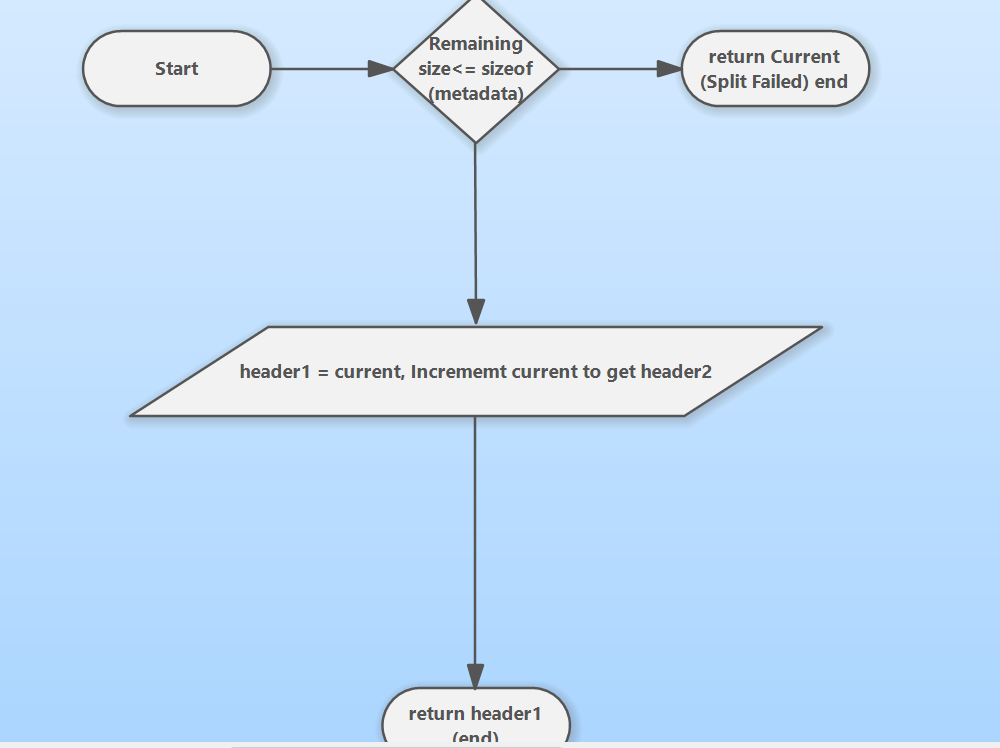 Start
Remaining
size<= sizeof
(metadata)
return Current
(Split Failed) end
header1 = current, Incrememt current to get header2
return header1
(end)